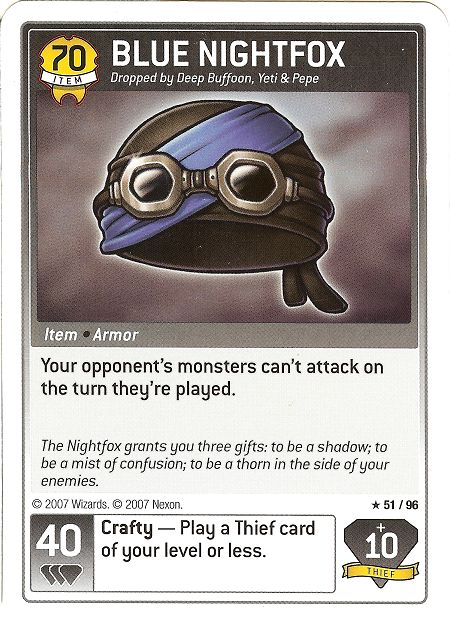 70
ITEM
BLUE NIGHTFOX
Dropped by Deep Buffoon, Yeti & Pepe
Item • Armor
Your opponent's monsters can't attack on
the turn they're played.
The Nightfox grants you three gifts: to be a shadow; to
be a mist of confusion; to be a thorn in the side of your
enemies.
© 2007 Wizards. © 2007 Nexon.
★ 51 / 96
40
Crafty — Play a Thief card
of your level or less.
+
10
THIEF